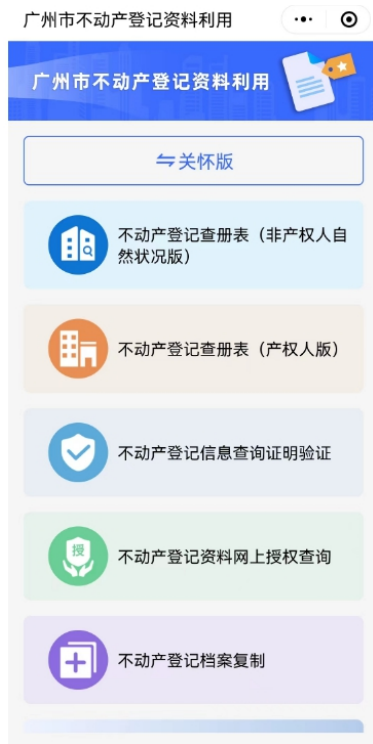 广州市不动产登记资料利用
广州市不动产登记资料利用
⇋关怀版
不动产登记查册表（非产权人自
然状况版）
不动产登记查册表（产权人版）
不动产登记信息查询证明验证
授
不动产登记资料网上授权查询
不动产登记档案复制